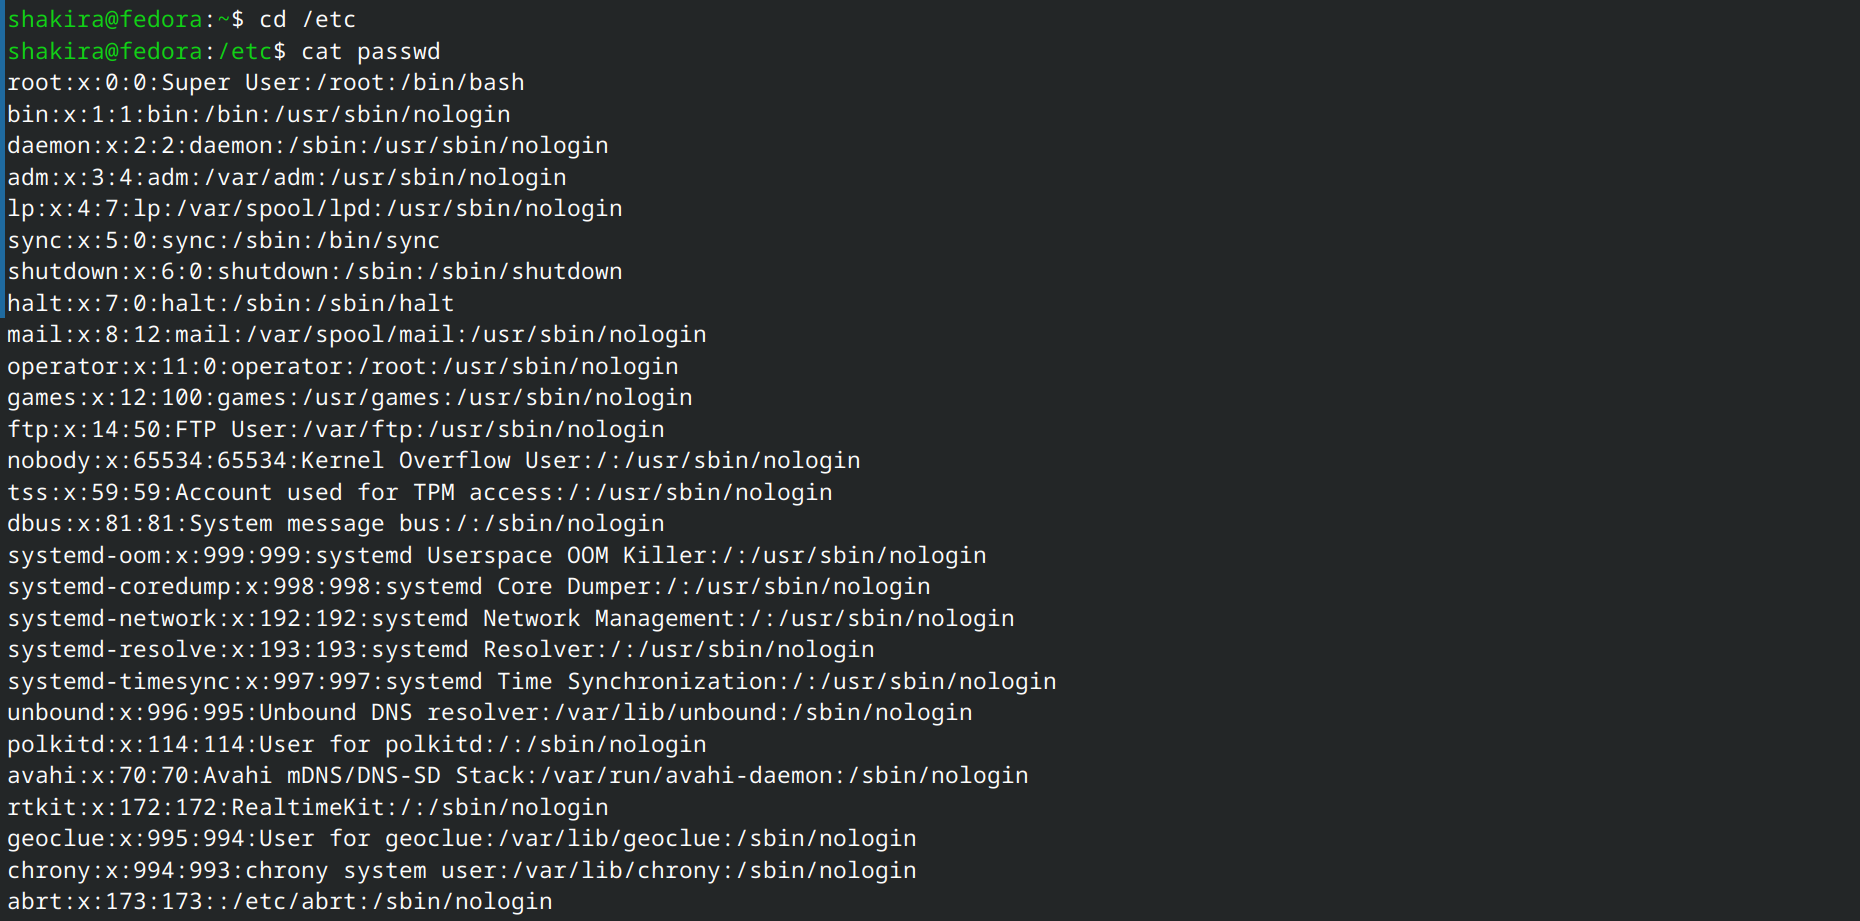 shakira@fedora:~$ cd /etc
shakira@fedora:/etc$ cat passwd
root:x:0:0:Super User:/root:/bin/bash
bin:x:1:1:bin:/bin:/usr/sbin/nologin
daemon:x:2:2:daemon:/sbin:/usr/sbin/nologin
adm:x:3:4:adm:/var/adm:/usr/sbin/nologin
lp:x:4:7:lp:/var/spool/lpd:/usr/sbin/nologin
sync:x:5:0:sync:/sbin:/bin/sync
shutdown:x:6:0:shutdown:/sbin:/sbin/shutdown
halt:x:7:0:halt:/sbin:/sbin/halt
mail:x:8:12:mail:/var/spool/mail:/usr/sbin/nologin
operator:x:11:0:operator:/root:/usr/sbin/nologin
games:x:12:100:games:/usr/games:/usr/sbin/nologin
ftp:x:14:50:FTP User:/var/ftp:/usr/sbin/nologin
nobody:x:65534:65534:Kernel Overflow User:/:/usr/sbin/nologin
tss:x:59:59:Account used for TPM access:/:/usr/sbin/nologin
dbus:x:81:81:System message bus:/:/sbin/nologin
systemd-oom:x:999:999:systemd Userspace OOM Killer:/:/usr/sbin/nologin
systemd-coredump:x:998:998:systemd Core Dumper:/:/usr/sbin/nologin
systemd-network:x:192:192:systemd Network Management:/:/usr/sbin/nologin
systemd-resolve:x:193:193:systemd Resolver:/:/usr/sbin/nologin
systemd-timesync:x:997:997:systemd Time Synchronization:/:/usr/sbin/nologin
unbound:x:996:995:Unbound DNS resolver:/var/lib/unbound:/sbin/nologin
polkitd:x:114:114:User for polkitd:/:/sbin/nologin
avahi:x:70:70:Avahi mDNS/DNS-SD Stack:/var/run/avahi-daemon:/sbin/nologin
rtkit:x:172:172:RealtimeKit:/:/sbin/nologin
geoclue:x:995:994:User for geoclue:/var/lib/geoclue:/sbin/nologin
chrony:x:994:993:chrony system user:/var/lib/chrony:/sbin/nologin
abrt:x:173:173::/etc/abrt:/sbin/nologin